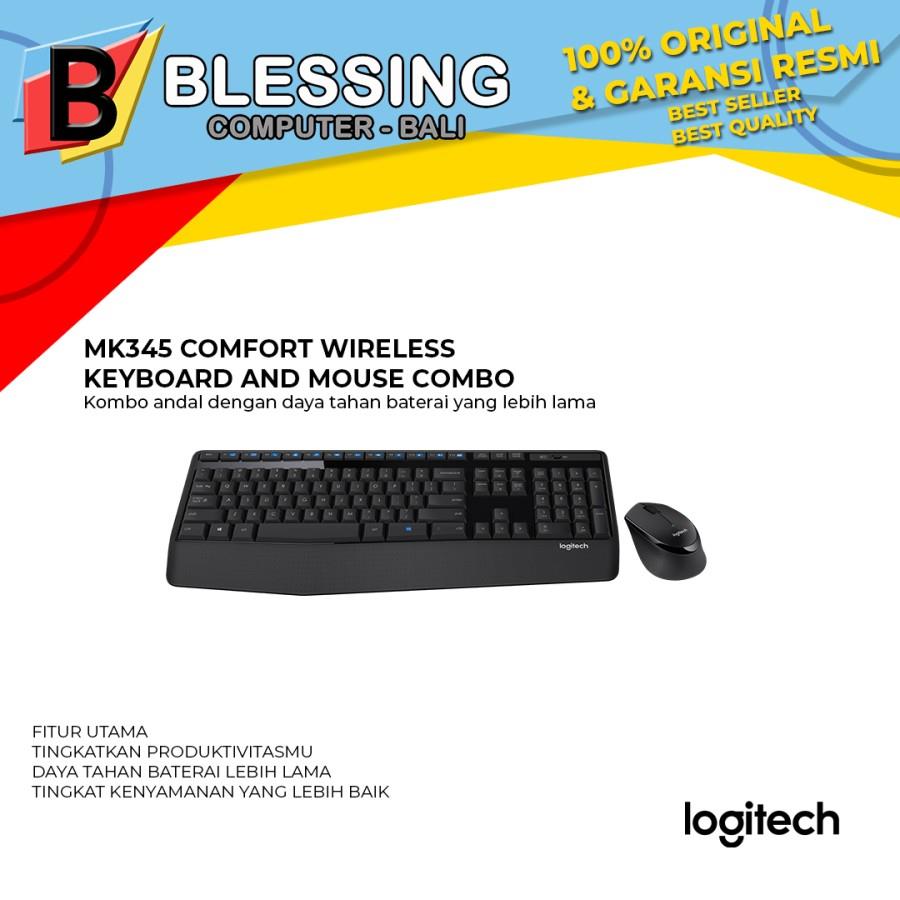 B
BLESSING
COMPUTER - BALI
100% ORIGINAL
& GARANSI RESMI
BEST SELLER
BEST QUALITY
MK345 COMFORT WIRELESS
KEYBOARD AND MOUSE COMBO
Kombo andal dengan daya tahan baterai yang lebih lama
logitech
logitech
FITUR UTAMA
TINGKATKAN PRODUKTIVITASMU
DAYA TAHAN BATERAI LEBIH LAMA
TINGKAT KENYAMANAN YANG LEBIH BAIK
logitech